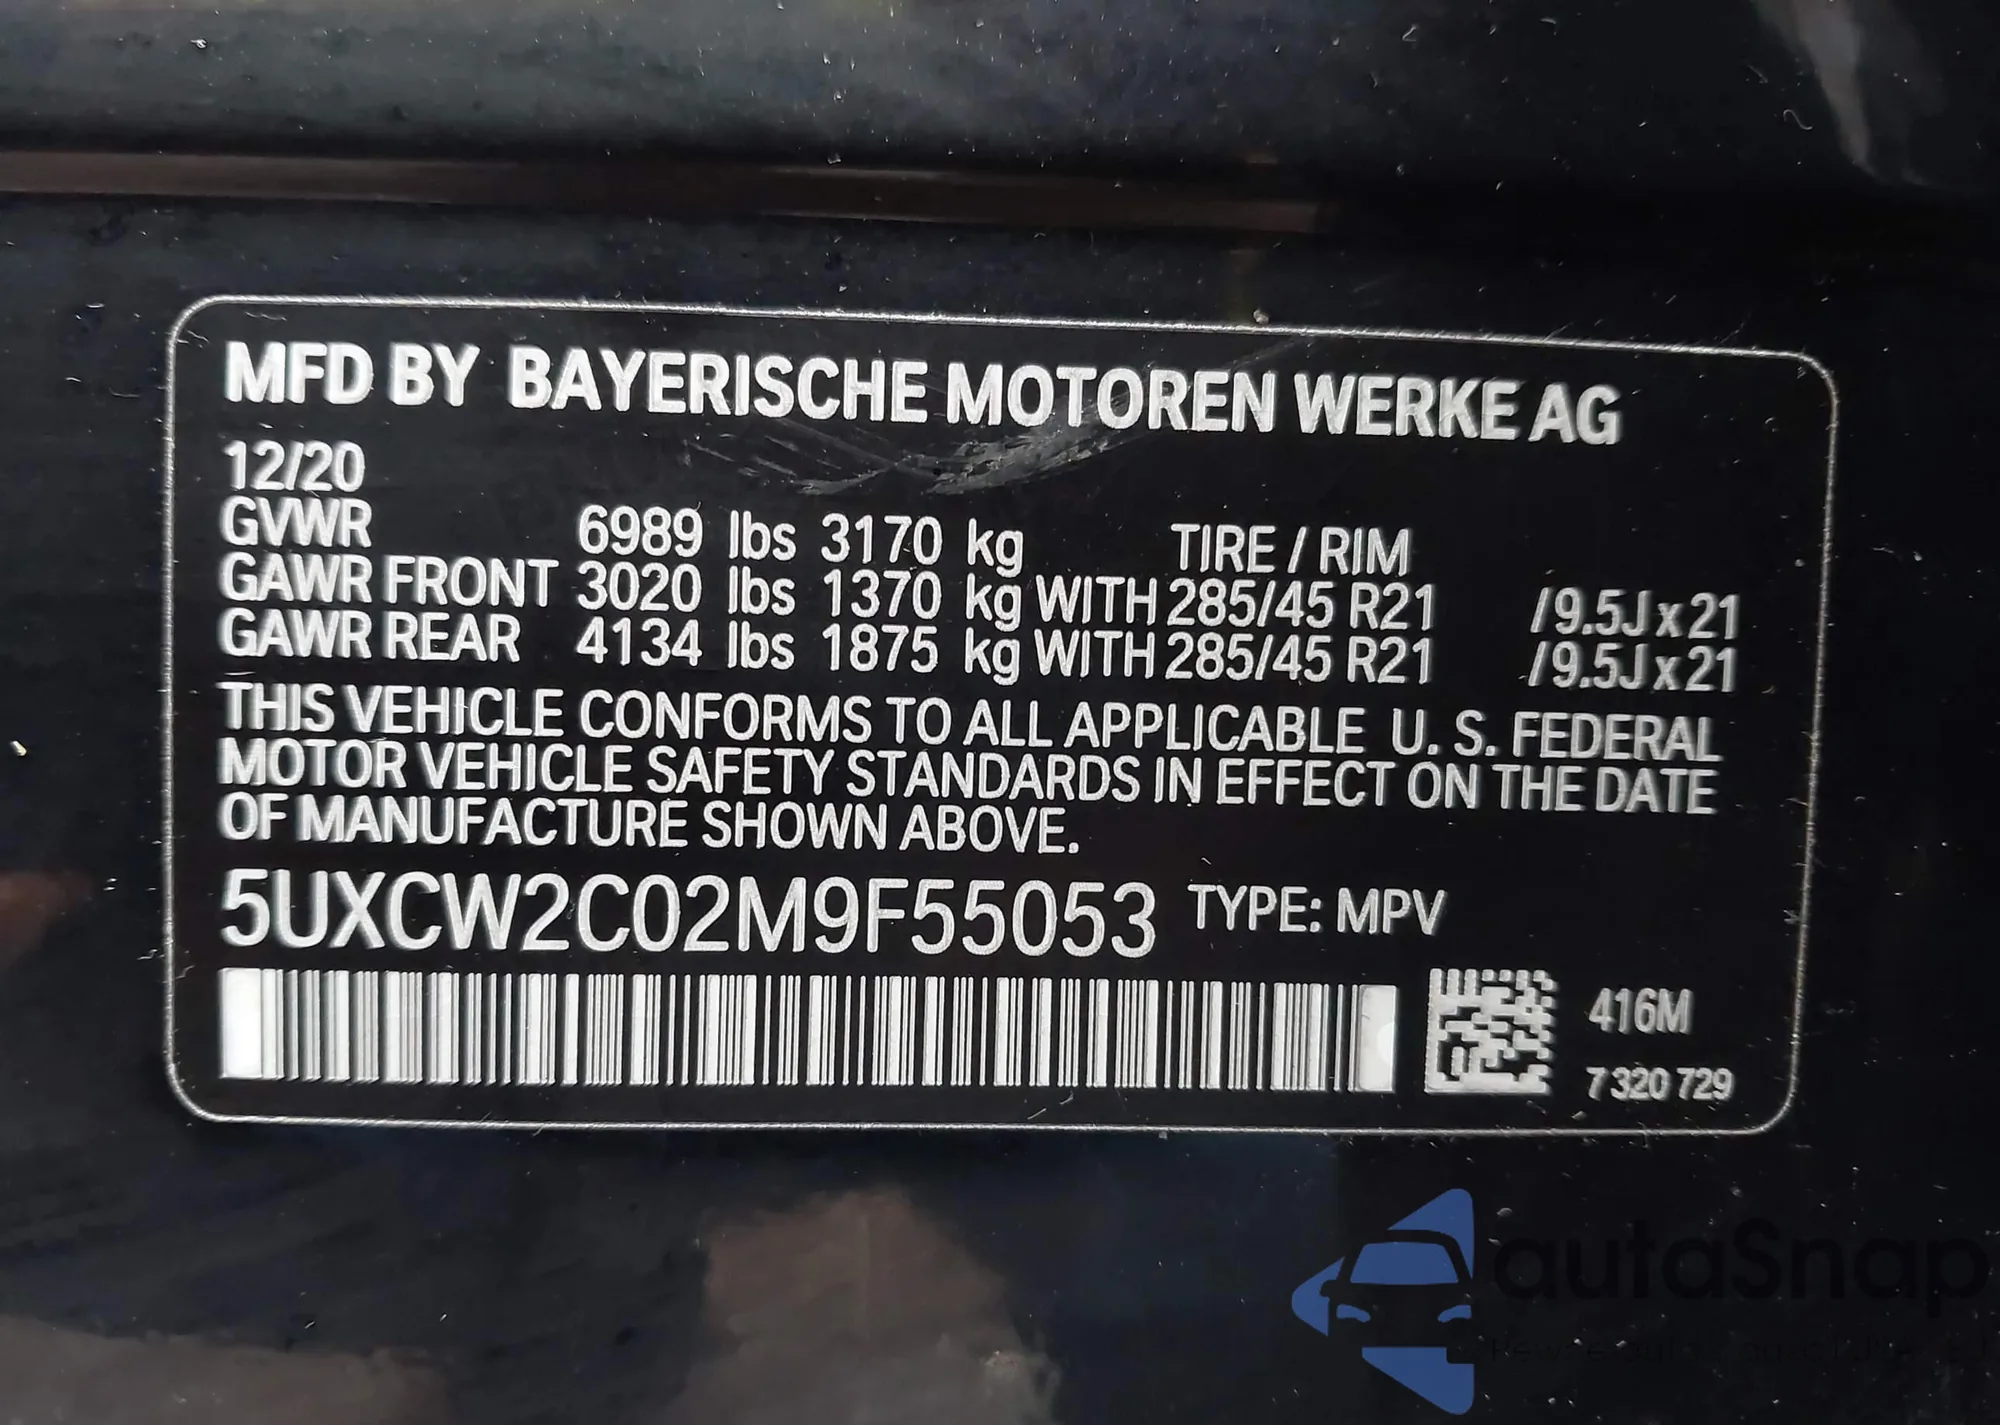 MFD BY BAYERISCHE MOTOREN WERKE AG
12/20
GVWR 6989 lbs 3170 kg TIRE / RIM
GAWR FRONT 3020 lbs 1370 kg WITH 285/45 R21 /9.5J x 21
GAWR REAR 4134 lbs 1875 kg WITH 285/45 R21 /9.5J x 21
THIS VEHICLE CONFORMS TO ALL APPLICABLE U. S. FEDERAL
MOTOR VEHICLE SAFETY STANDARDS IN EFFECT ON THE DATE
OF MANUFACTURE SHOWN ABOVE.
5UXCW2C02M9F55053 TYPE: MPV
416M
7 320 729
autaSnap